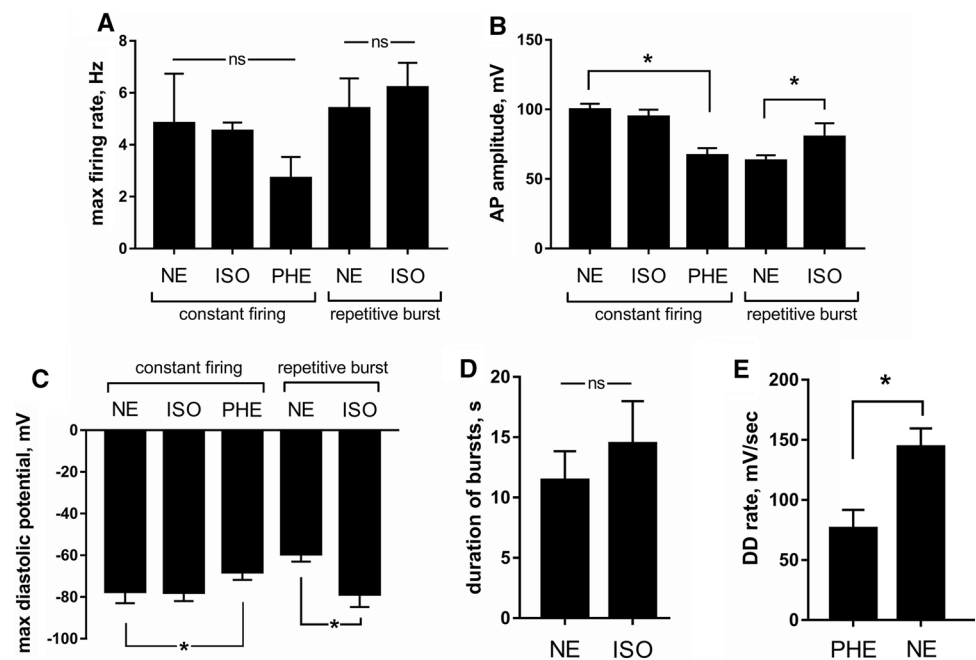 A
max firing rate, Hz
8
6
4
2
0
ns
ns
NE ISO PHE NE ISO
constant firing repetitive burst
B
AP amplitude, mV
150
100
50
0
*
*
NE ISO PHE NE ISO
constant firing repetitive burst
C
max diastolic potential, mV
constant firing repetitive burst
NE ISO PHE NE ISO
0
-20
-40
-60
-80
-100
*
*
D
duration of bursts, s
20
15
10
5
0
ns
NE ISO
E
DD rate, mV/sec
200
150
100
50
0
*
PHE NE